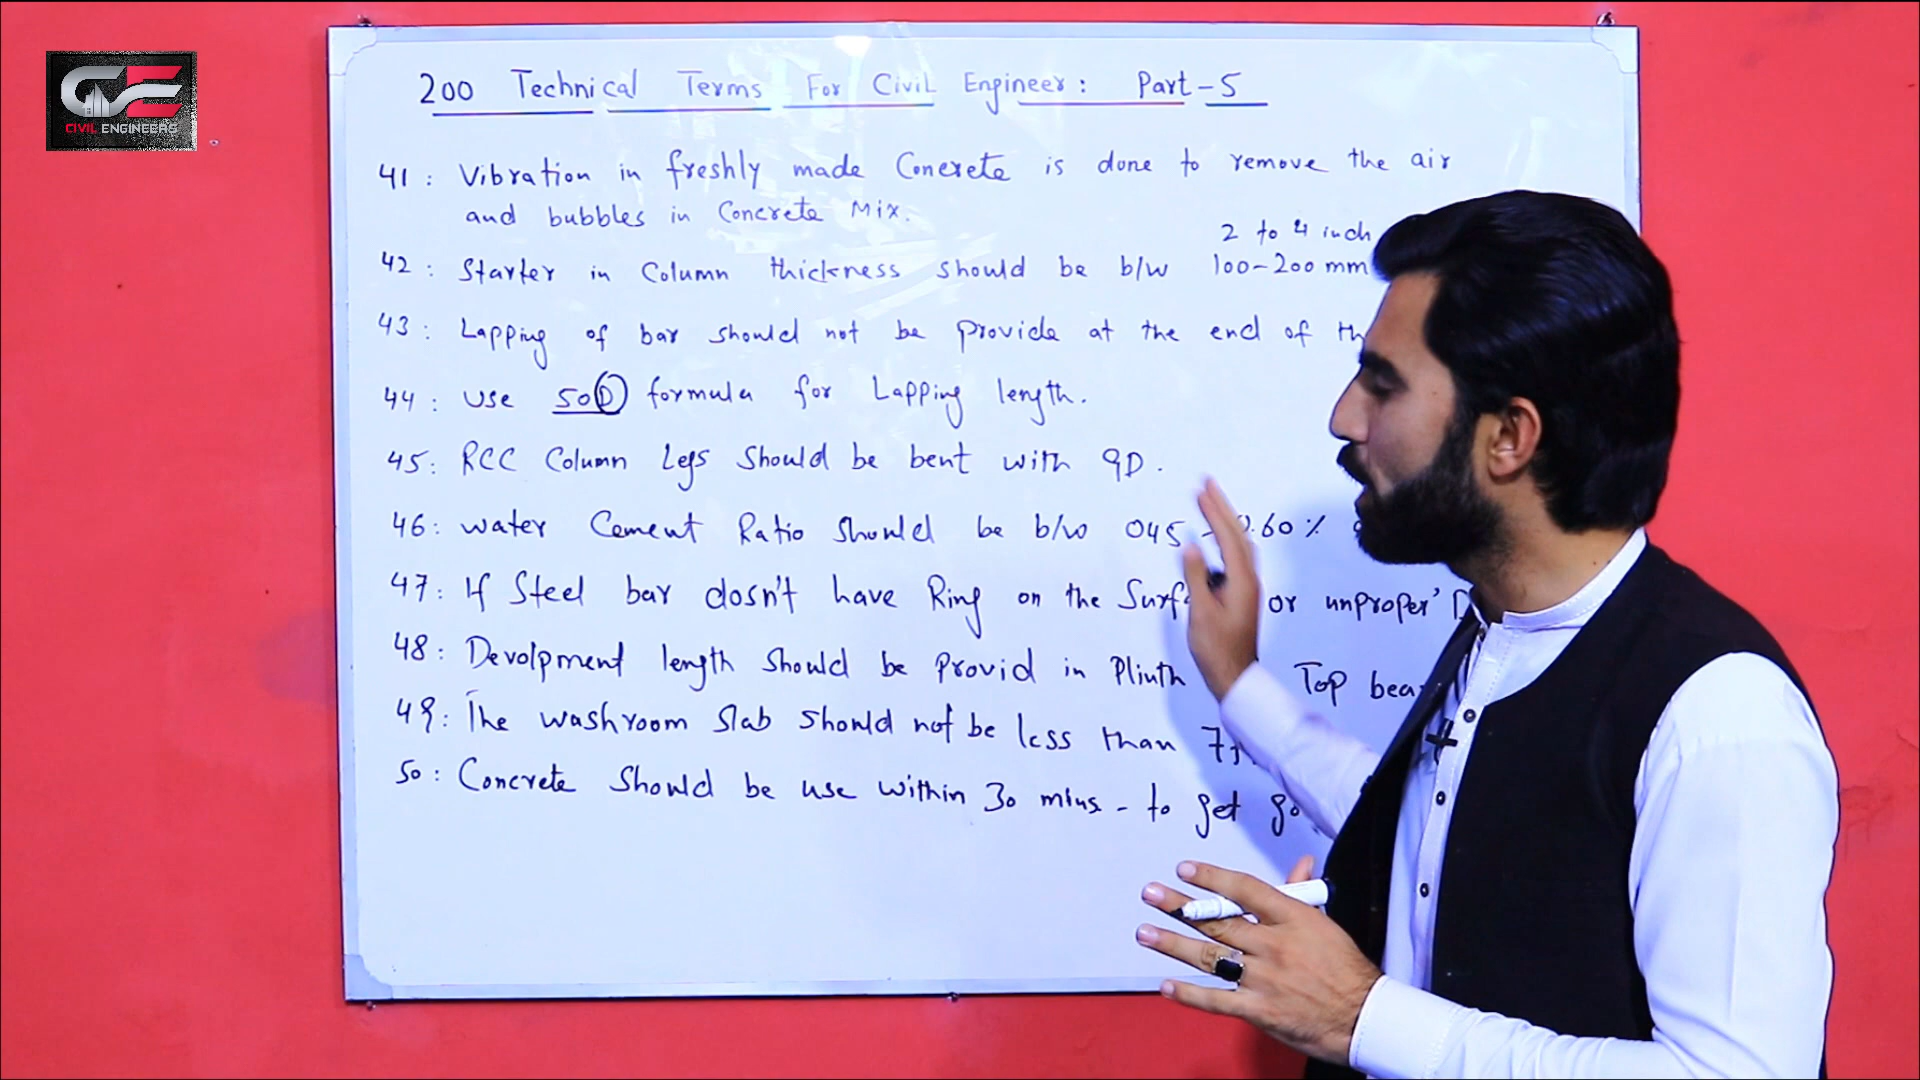 CVE
CIVIL ENGINEERS
200 Technical Terms For Civil Engineer: Part-5
41: Vibration in freshly made Concrete is done to remove the air
and bubbles in Concrete Mix.
2 to 4 inch
42: Starter in Column thickness should be b/w 100-200 mm
43: Lapping of bar should not be provide at the end of
44: use 50D formula for Lapping length.
45: RCC Column Legs Should be bent with 9D.
46: water Cement Ratio Should be b/w 045 - 0.60%
47: If Steel bar dosn't have Ring on the or unproper'
48: Devolpment length should be provid in Plinth Top
49: The washroom slab should not be less than
50: Concrete Should be use within 30 mins - to get